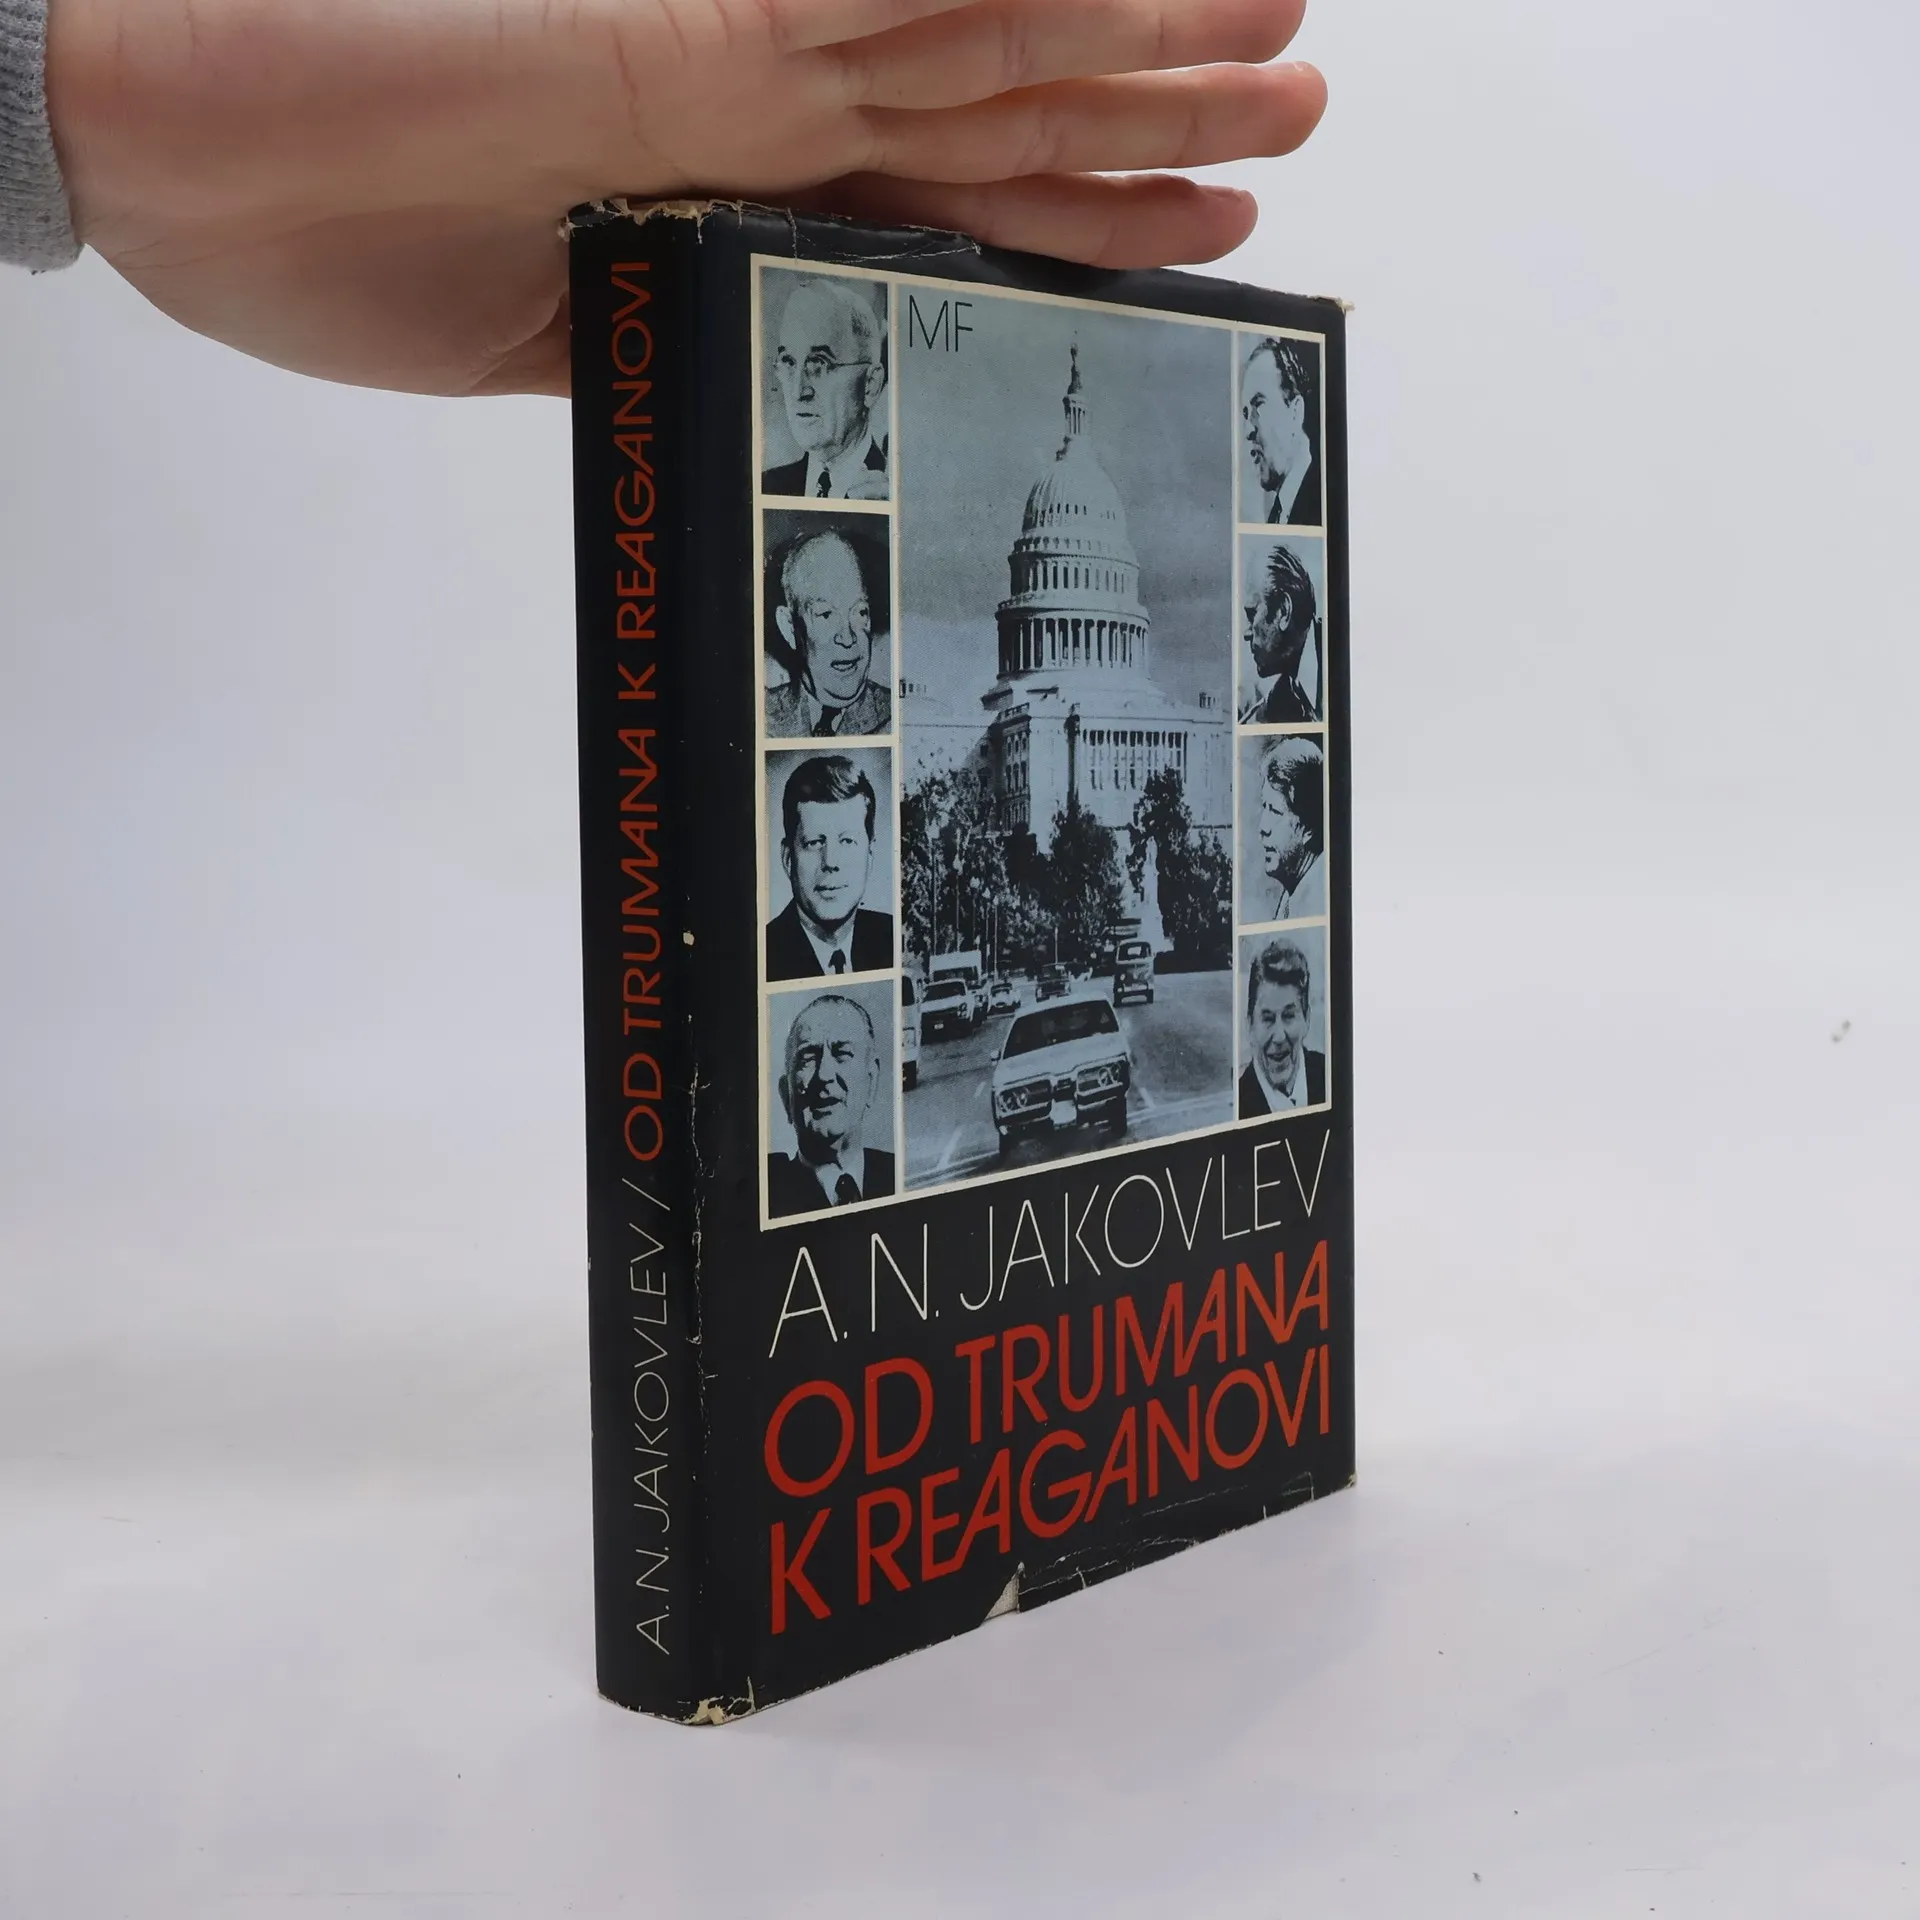 A. N. JAKOVLEV / OD TRUMANA K REAGANOVI
MF
A. N. JAKOVLEV
OD TRUMANA
K REAGANOVI